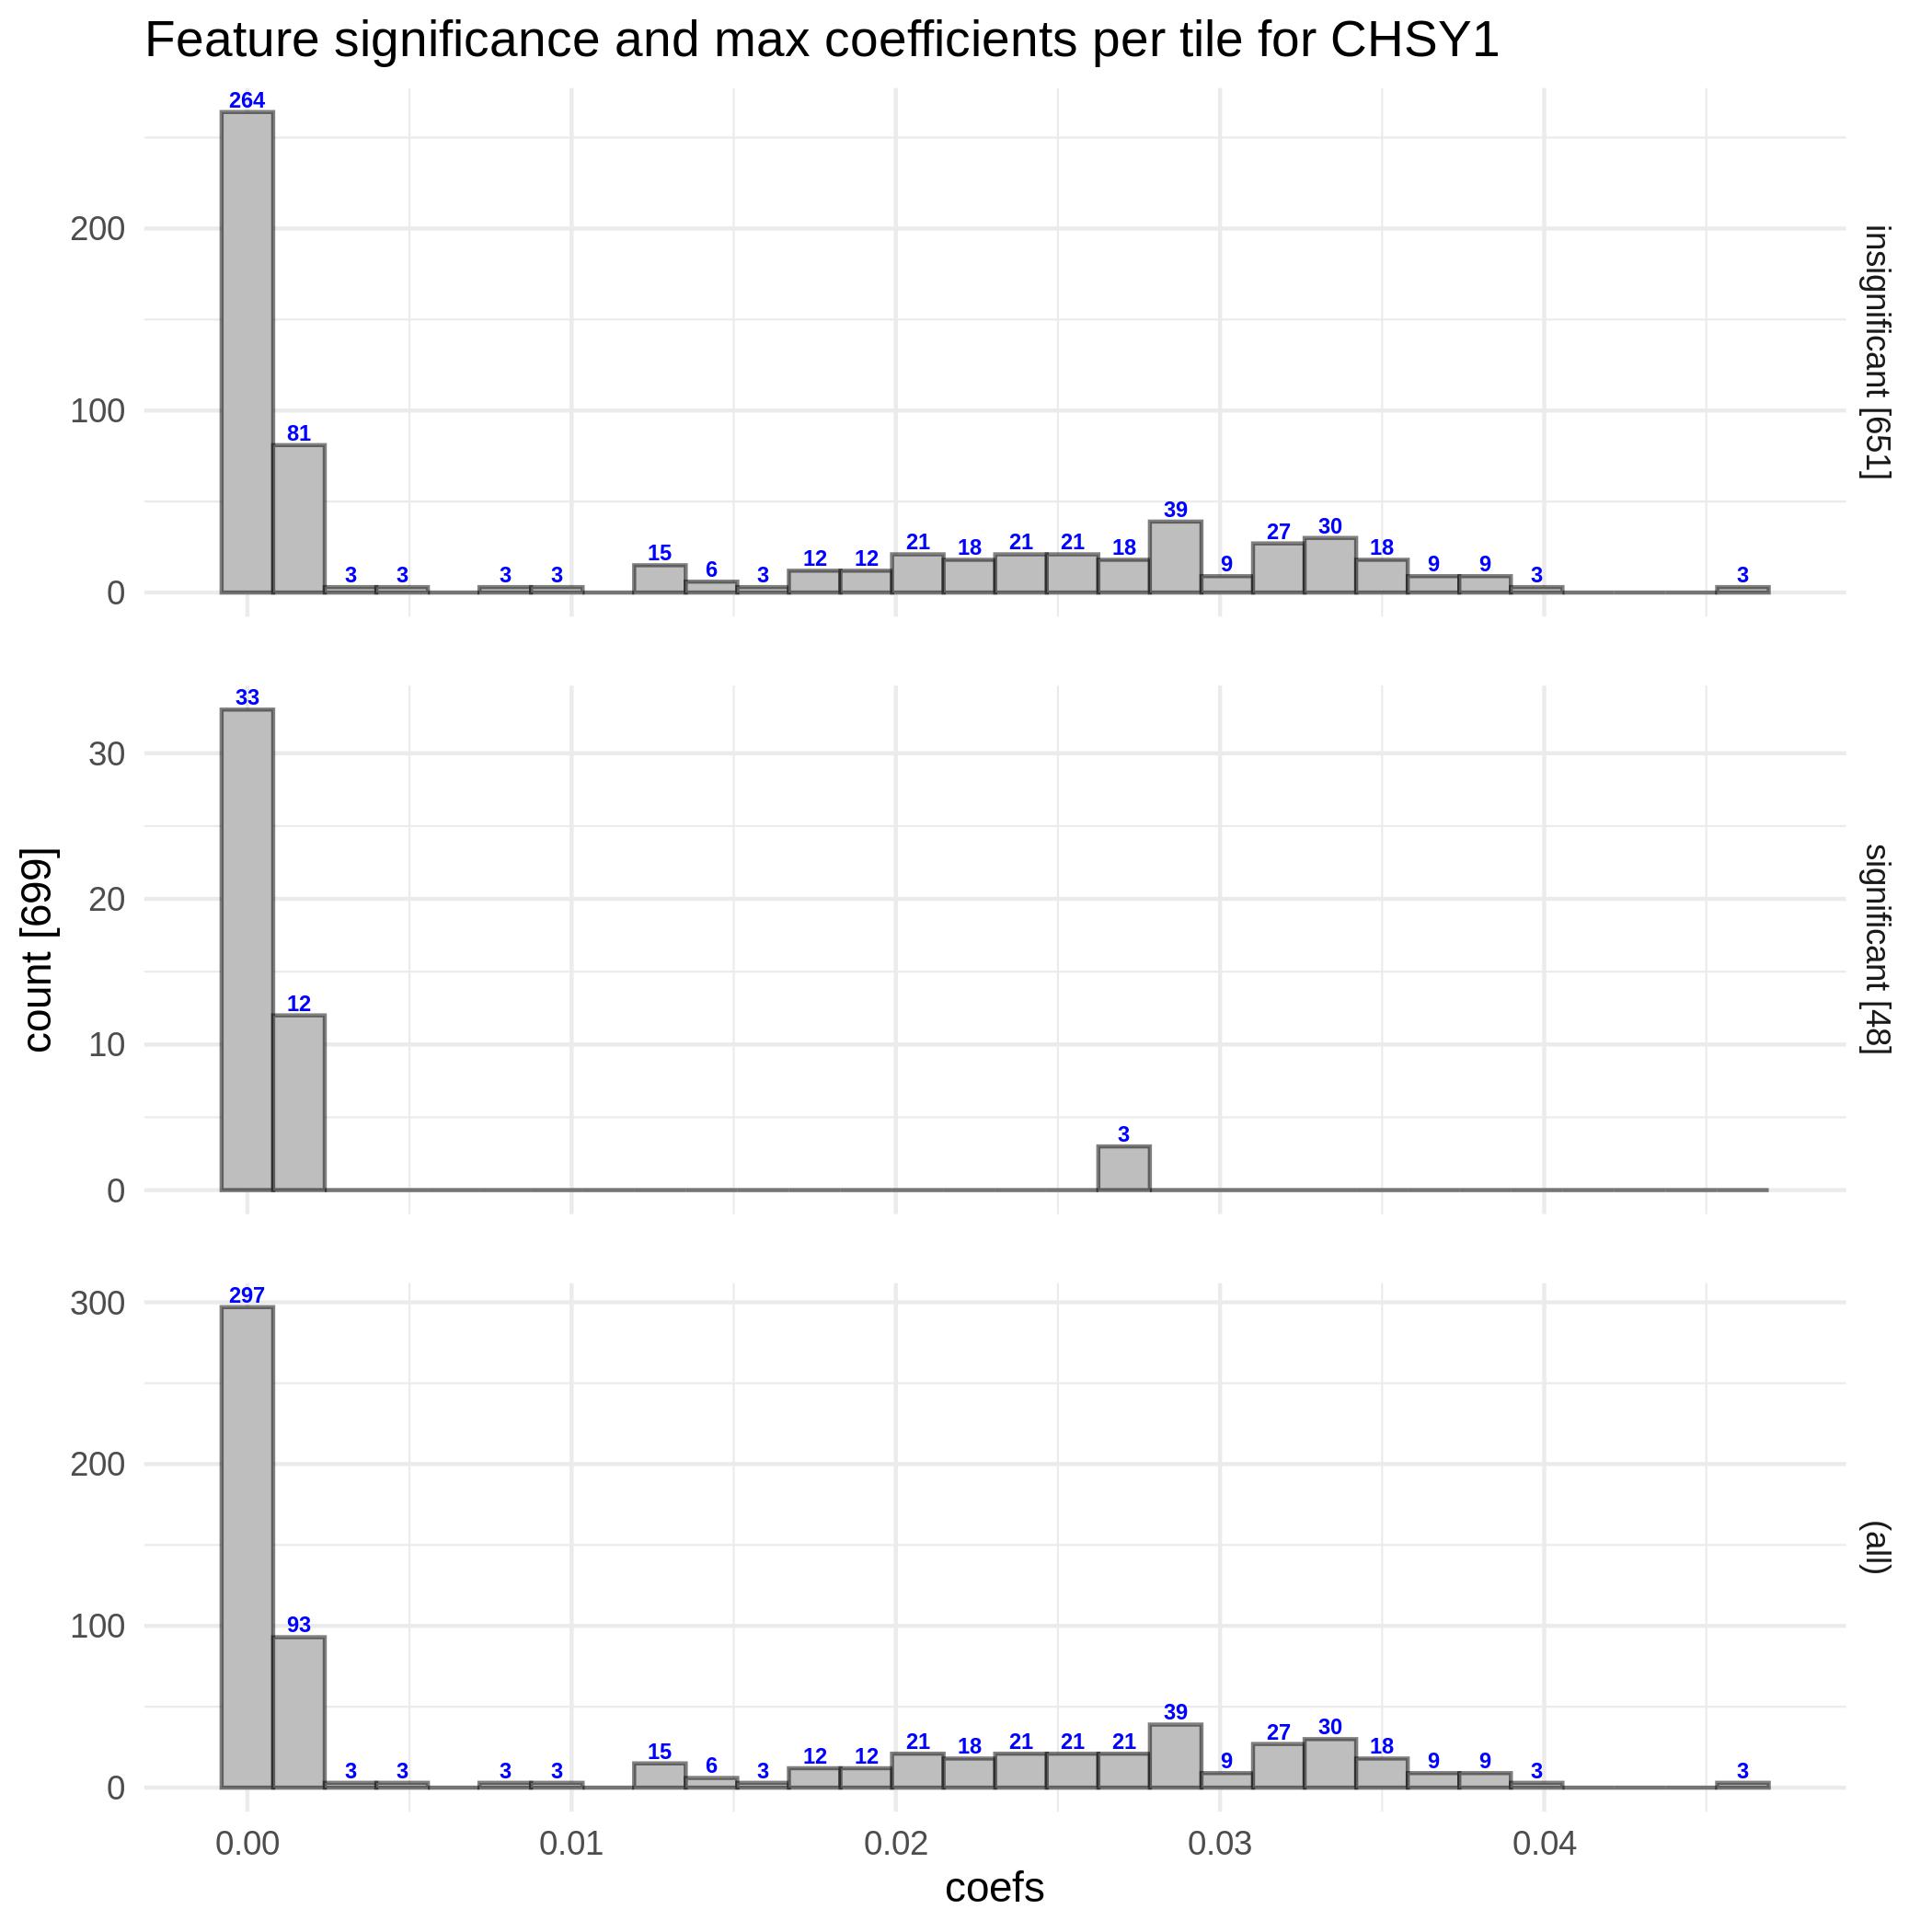 Feature significance and max coefficients per tile for CHSY1
264
81
3 3 3 3 15 6 3 12 12 21 18 21 21 18 39 9 27 30 18 9 9 3 3
200
100
0
insignificant [651]
33
12
3
30
20
10
0
significant [48]
count [699]
297
93
3 3 3 3 15 6 3 12 12 21 18 21 21 21 39 9 27 30 18 9 9 3 3
300
200
100
0
(all)
0.00 0.01 0.02 0.03 0.04
coefs